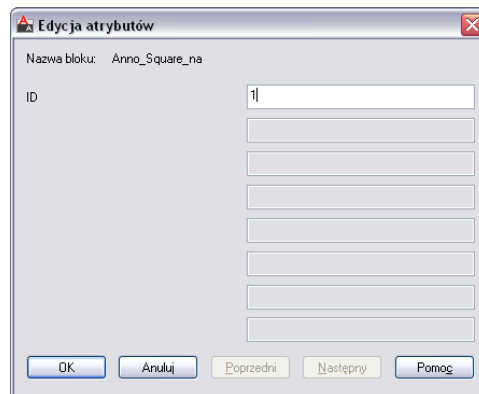 Edycja atrybutów
Nazwa bloku: Anno_Square_na
ID 1
OK Anuluj Poprzedni Następny Pomoc